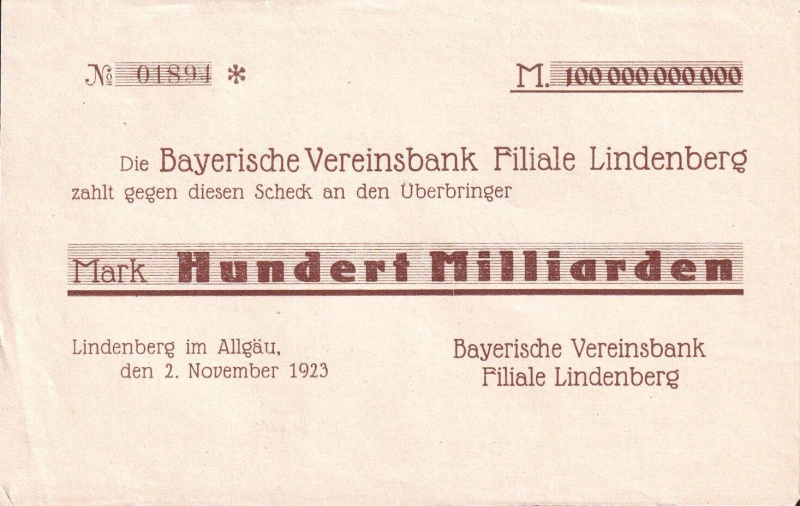 № 01894 *
M. 100 000 000 000
Die Bayerische Vereinsbank Filiale Lindenberg
zahlt gegen diesen Scheck an den Überbringer
Mark Hundert Milliarden
Lindenberg im Allgäu,
den 2. November 1923
Bayerische Vereinsbank
Filiale Lindenberg